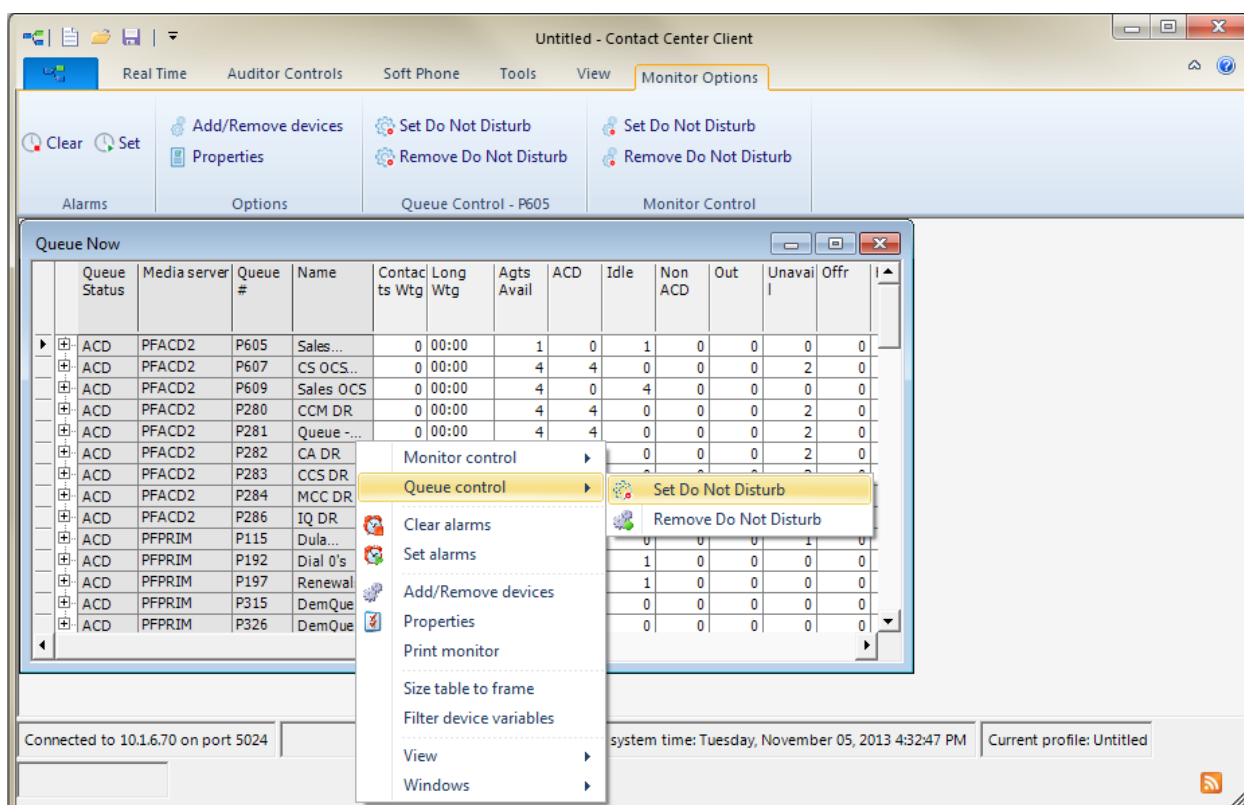 Untitled - Contact Center Client
Real Time Auditor Controls Soft Phone Tools View Monitor Options
Clear Set Add/Remove devices Set Do Not Disturb Set Do Not Disturb
Properties Remove Do Not Disturb Remove Do Not Disturb
Alarms Options Queue Control - P605 Monitor Control
Queue Now
Queue Media server Queue Name Contac Long Agts ACD Idle Non Out Unavai Offr
Status # ts Wtg Wtg Avail ACD l
ACD PFACD2 P605 Sales... 0 00:00 1 0 1 0 0 0 0
ACD PFACD2 P607 CS OCS... 0 00:00 4 4 0 0 0 2 0
ACD PFACD2 P609 Sales OCS 0 00:00 4 0 4 0 0 0 0
ACD PFACD2 P280 CCM DR 0 00:00 4 4 0 0 0 2 0
ACD PFACD2 P281 Queue -... 0 00:00 4 4 0 0 0 2 0
ACD PFACD2 P282 CA DR 0 0 0 2 0
ACD PFACD2 P283 CCS DR
ACD PFACD2 P284 MCC DR
ACD PFACD2 P286 IQ DR
ACD PFPRIM P115 Dula... 0 0 0 1 0
ACD PFPRIM P192 Dial 0's 1 0 0 0 0
ACD PFPRIM P197 Renewal 1 0 0 0 0
ACD PFPRIM P315 DemQue 0 0 0 0 0
ACD PFPRIM P326 DemQue 0 0 0 0 0
Monitor control
Queue control
Clear alarms
Set alarms
Add/Remove devices
Properties
Print monitor
Size table to frame
Filter device variables
View
Windows
Set Do Not Disturb
Remove Do Not Disturb
Connected to 10.1.6.70 on port 5024 system time: Tuesday, November 05, 2013 4:32:47 PM Current profile: Untitled